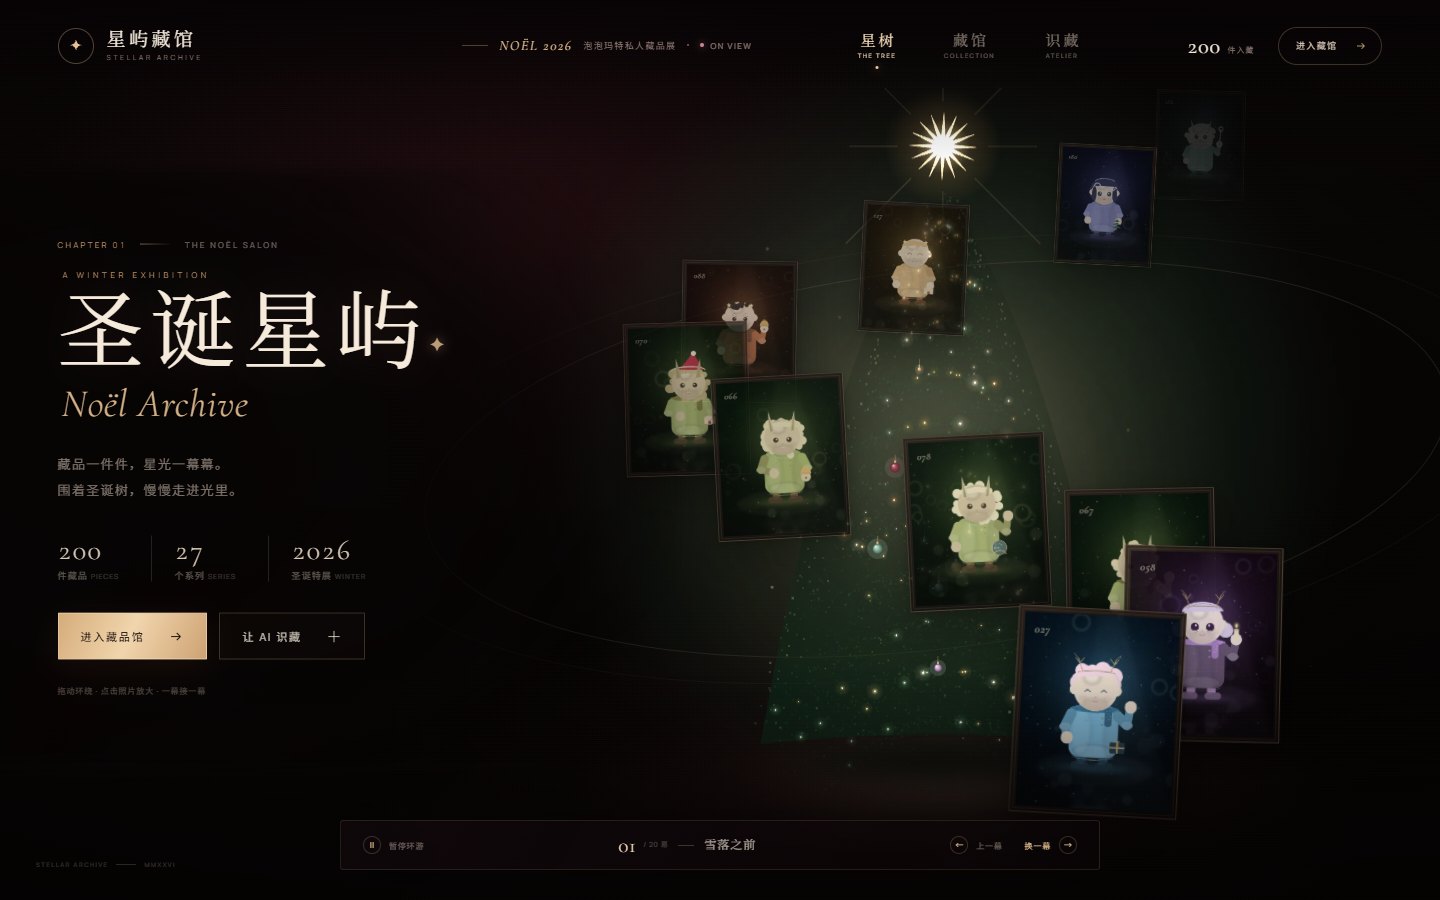 星屿藏馆
STELLAR ARCHIVE
NOËL 2026 泡泡玛特私人藏品展 · ON VIEW
星树
THE TREE
藏馆
COLLECTION
识藏
ATELIER
200 件入藏
进入藏馆 →
CHAPTER 01 THE NOËL SALON
A WINTER EXHIBITION
圣诞星屿
Noël Archive
藏品一件件，星光一幕幕。
围着圣诞树，慢慢走进光里。
200
件藏品 PIECES
27
个系列 SERIES
2026
圣诞特展 WINTER
进入藏品馆 →
让 AI 识藏 +
拖动环绕 · 点击照片放大 · 一幕接一幕
127
088
070
066
078
067
058
027
暂停环游
01 / 20 幕 — 雪落之前
← 上一幕
换一幕 →
STELLAR ARCHIVE — MMXXVI